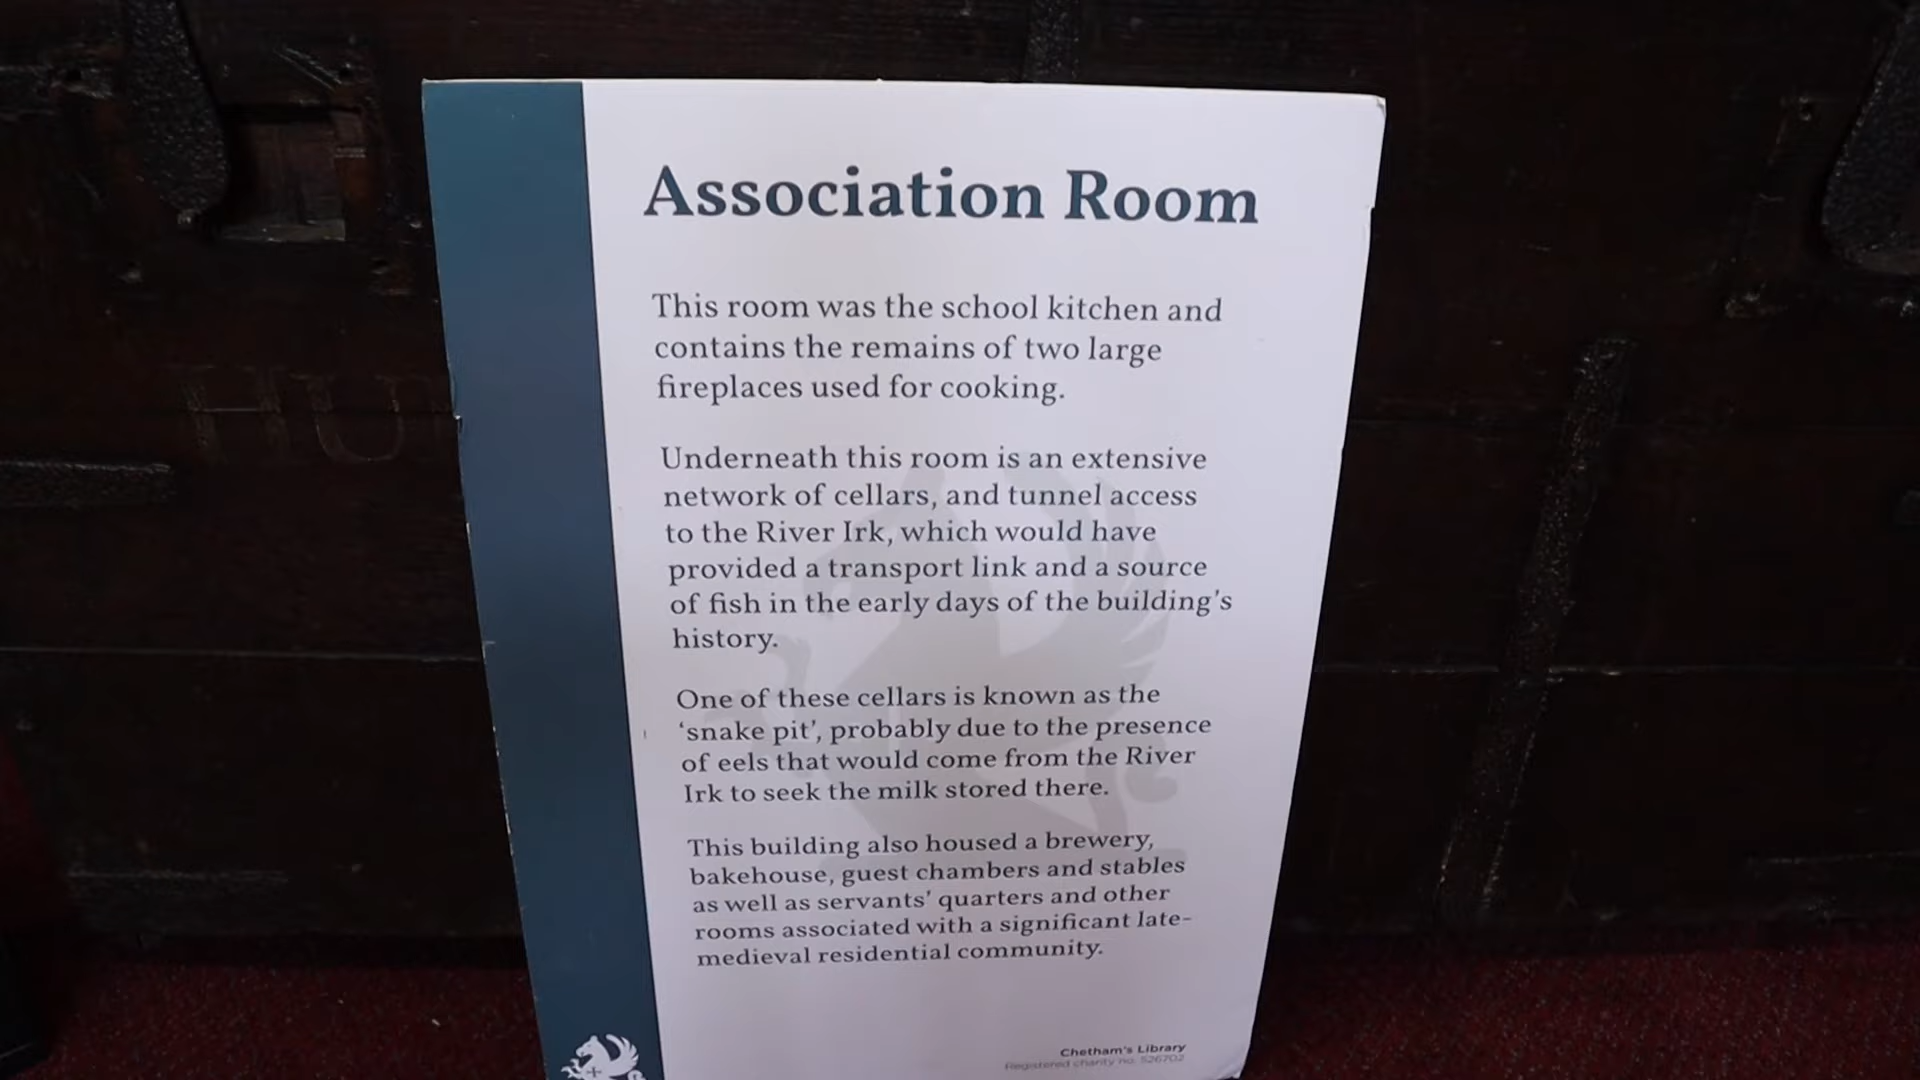 Association Room
This room was the school kitchen and
contains the remains of two large
fireplaces used for cooking.
Underneath this room is an extensive
network of cellars, and tunnel access
to the River Irk, which would have
provided a transport link and a source
of fish in the early days of the building's
history.
One of these cellars is known as the
‘snake pit’, probably due to the presence
of eels that would come from the River
Irk to seek the milk stored there.
This building also housed a brewery,
bakehouse, guest chambers and stables
as well as servants’ quarters and other
rooms associated with a significant late-
medieval residential community.
Chetham's Library
Registered charity no. 526702